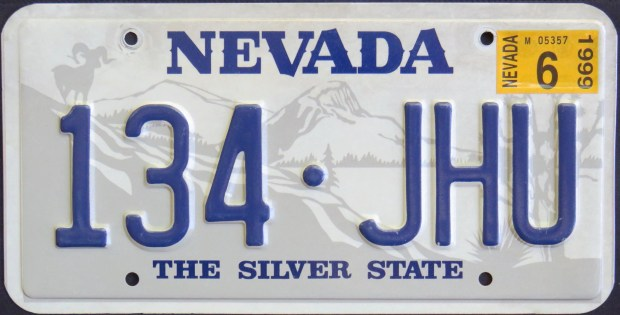 NEVADA
NEVADA
M 05357
6
1999
134·JHU
THE SILVER STATE